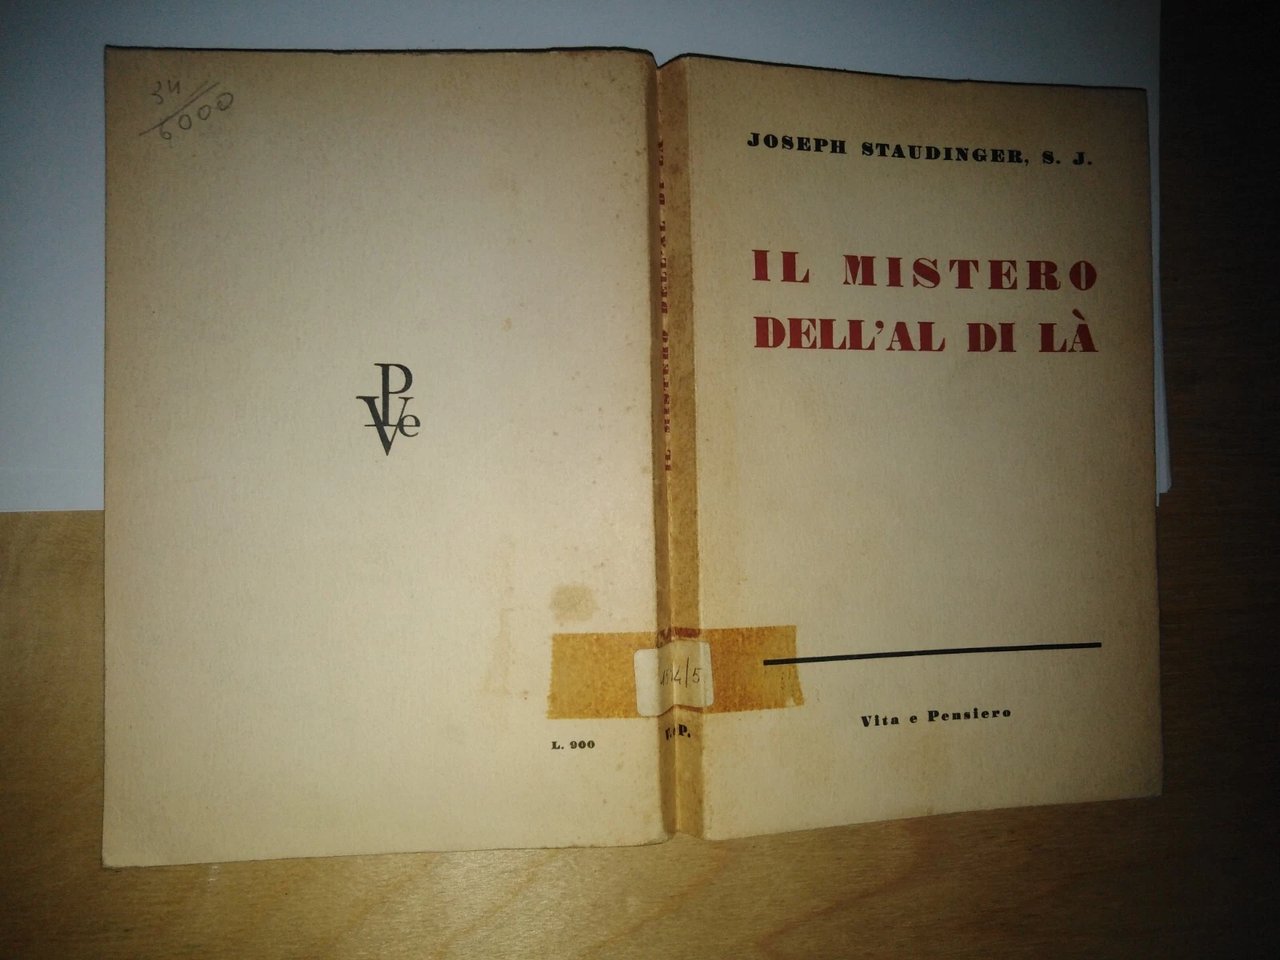 34
6000
PVe
V
L. 900
IL MISTERO DELL'AL DI LÀ
V. e P.
JOSEPH STAUDINGER, S. J.
IL MISTERO
DELL'AL DI LÀ
Vita e Pensiero